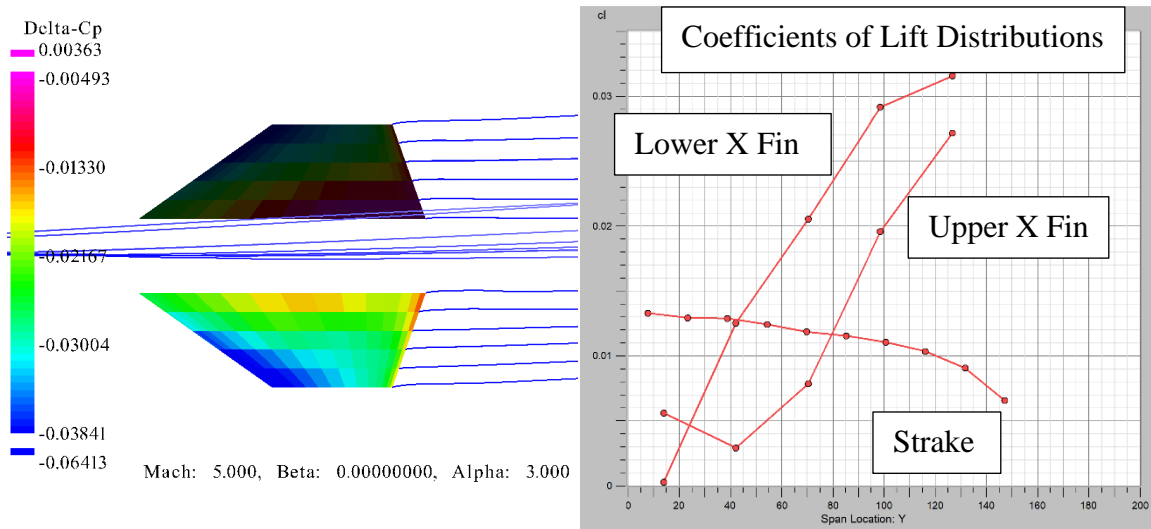 Delta-Cp
0.00363
-0.00493
-0.01330
-0.02167
-0.03004
-0.03841
-0.06413
Mach: 5.000, Beta: 0.00000000, Alpha: 3.000
cl
Coefficients of Lift Distributions
0.03
Lower X Fin
0.02
Upper X Fin
0.01
Strake
0
0 20 40 60 80 100 120 140 160 180 200
Span Location: Y